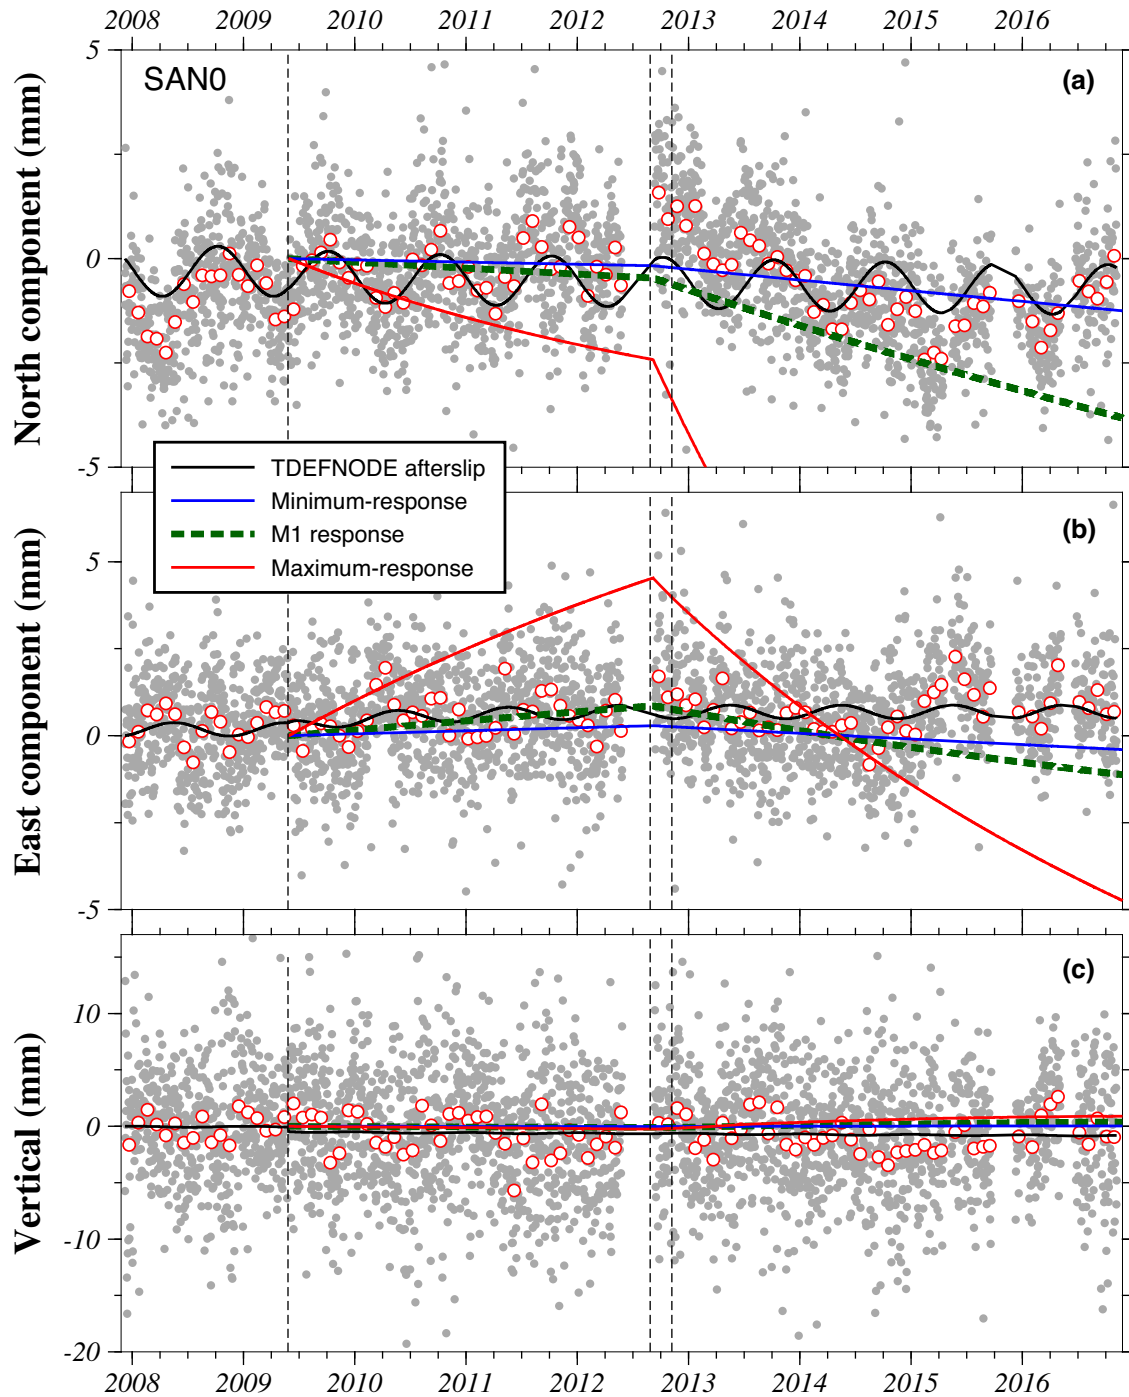 2008 2009 2010 2011 2012 2013 2014 2015 2016
SAN0
(a)
5
0
-5
North component (mm)
TDEFNODE afterslip
Minimum-response
M1 response
Maximum-response
(b)
5
0
-5
East component (mm)
(c)
10
0
-10
-20
Vertical (mm)
2008 2009 2010 2011 2012 2013 2014 2015 2016